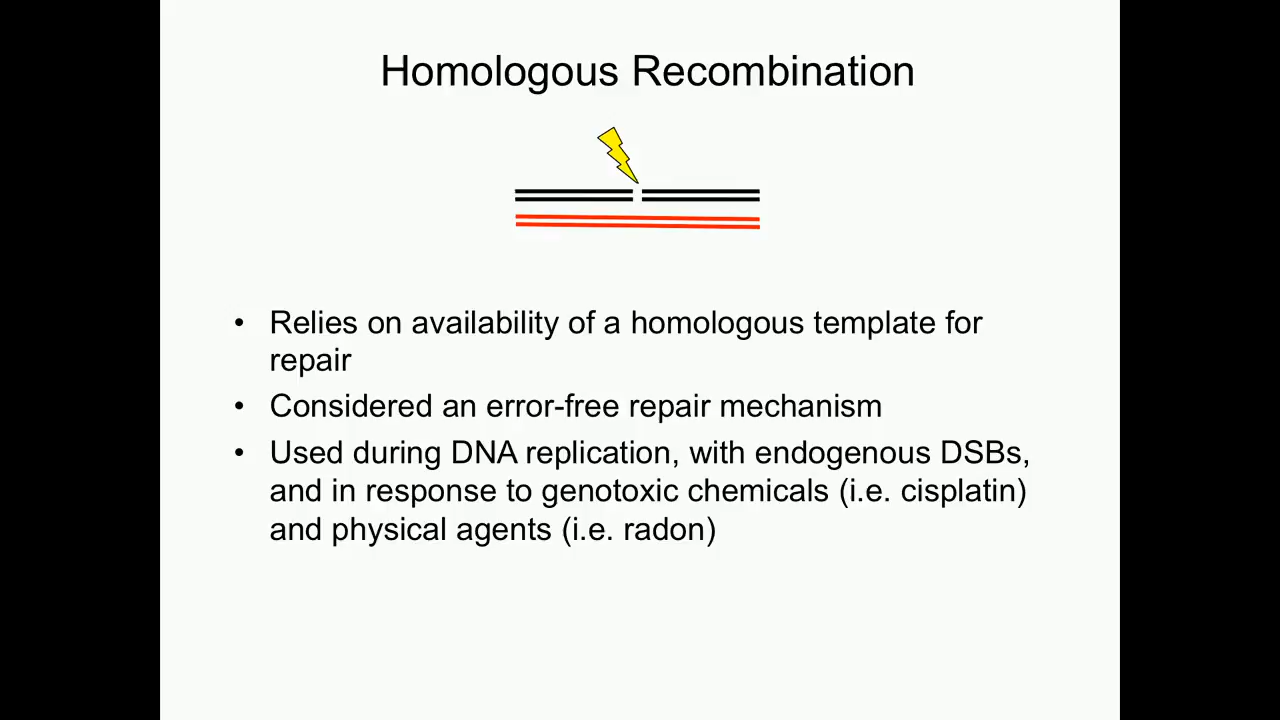 Homologous Recombination
• Relies on availability of a homologous template for
repair
• Considered an error-free repair mechanism
• Used during DNA replication, with endogenous DSBs,
and in response to genotoxic chemicals (i.e. cisplatin)
and physical agents (i.e. radon)